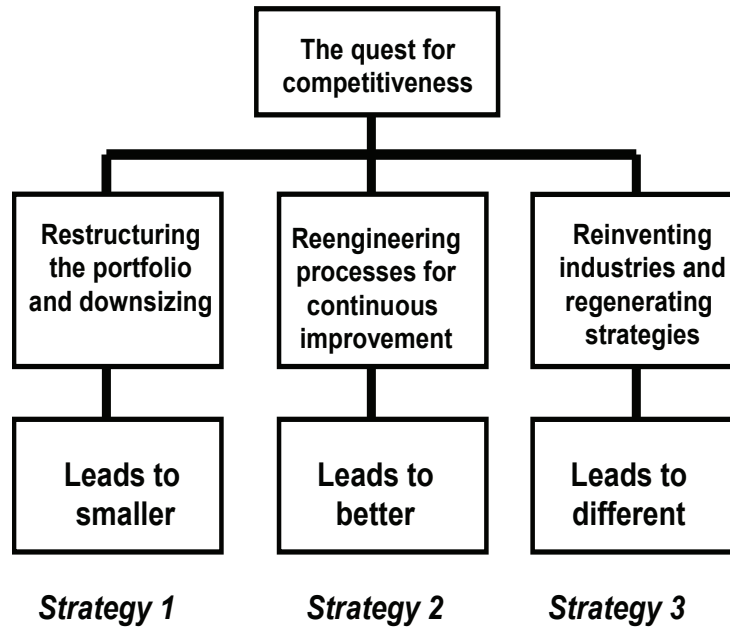 The quest for
competitiveness
Restructuring
the portfolio
and downsizing
Reengineering
processes for
continuous
improvement
Reinventing
industries and
regenerating
strategies
Leads to
smaller
Leads to
better
Leads to
different
Strategy 1
Strategy 2
Strategy 3